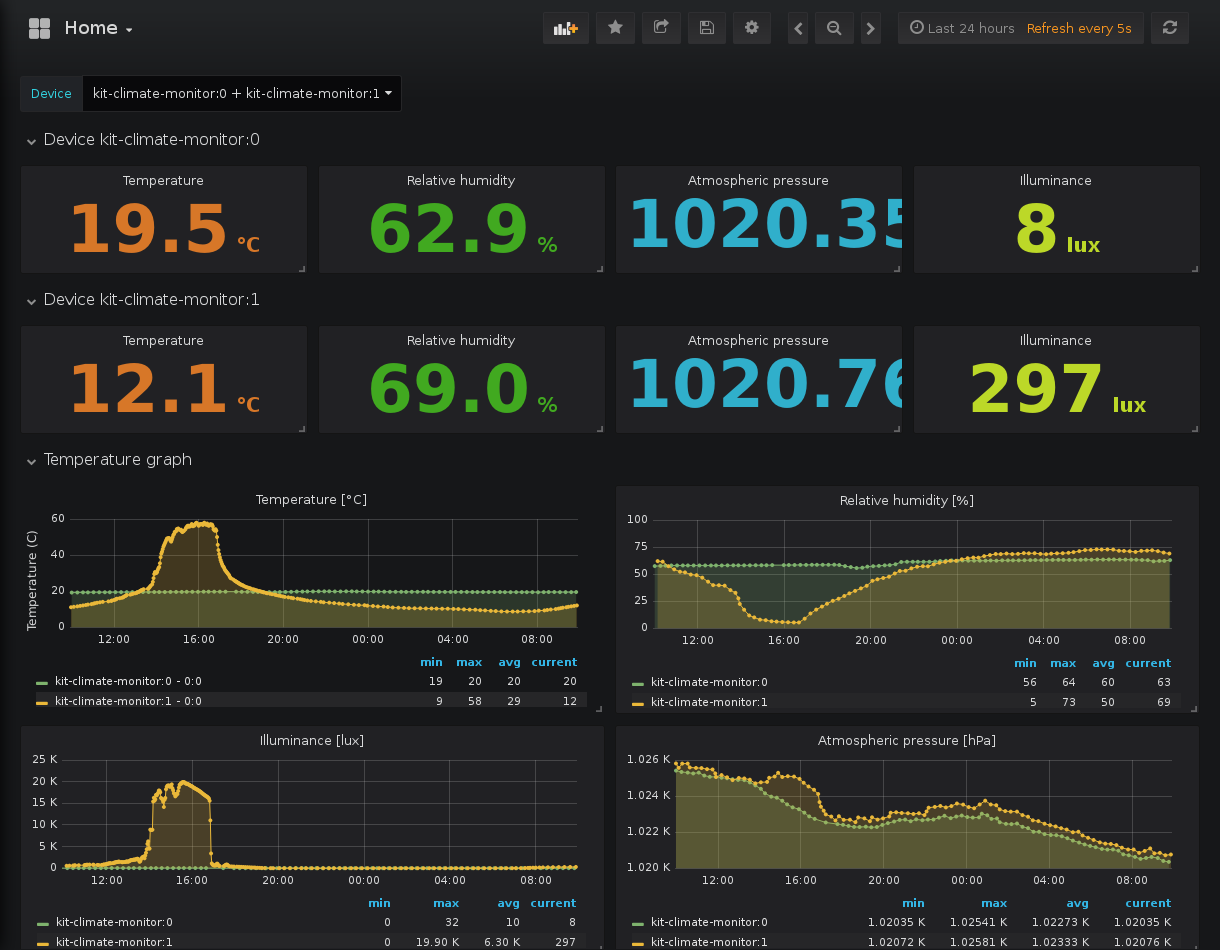 Home
Last 24 hours Refresh every 5s
Device kit-climate-monitor:0 + kit-climate-monitor:1
Device kit-climate-monitor:0
Temperature Relative humidity Atmospheric pressure Illuminance
19.5 °C 62.9 % 1020.35 8 lux
Device kit-climate-monitor:1
Temperature Relative humidity Atmospheric pressure Illuminance
12.1 °C 69.0 % 1020.76 297 lux
Temperature graph
Temperature [°C]
Temperature (C)
60
40
20
0
12:00 16:00 20:00 00:00 04:00 08:00
min max avg current
kit-climate-monitor:0 - 0:0 19 20 20 20
kit-climate-monitor:1 - 0:0 9 58 29 12
Relative humidity [%]
100
75
50
25
0
12:00 16:00 20:00 00:00 04:00 08:00
min max avg current
kit-climate-monitor:0 56 64 60 63
kit-climate-monitor:1 5 73 50 69
Illuminance [lux]
25 K
20 K
15 K
10 K
5 K
0
12:00 16:00 20:00 00:00 04:00 08:00
min max avg current
kit-climate-monitor:0 0 32 10 8
kit-climate-monitor:1 0 19.90 K 6.30 K 297
Atmospheric pressure [hPa]
1.026 K
1.024 K
1.022 K
1.020 K
12:00 16:00 20:00 00:00 04:00 08:00
min max avg current
kit-climate-monitor:0 1.02035 K 1.02541 K 1.02273 K 1.02035 K
kit-climate-monitor:1 1.02072 K 1.02581 K 1.02333 K 1.02076 K